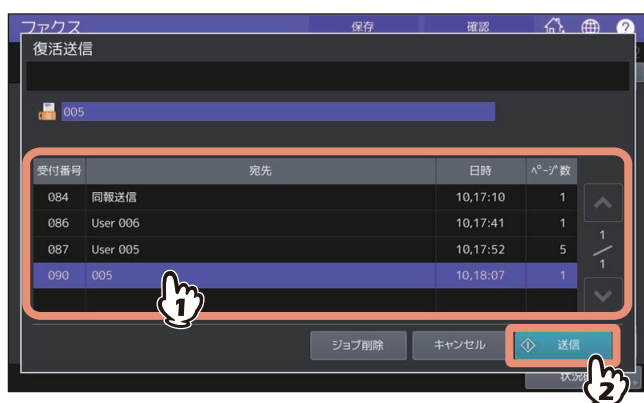 ファクス 保存 確認 ?
復活送信
005
受付番号 宛先 日時 ﾍﾟｰｼﾞ数
084 同報送信 10,17:10 1
086 User 006 10,17:41 1
087 User 005 10,17:52 5
090 005 10,18:07 1
1
1
1
ジョブ削除 キャンセル 送信
2